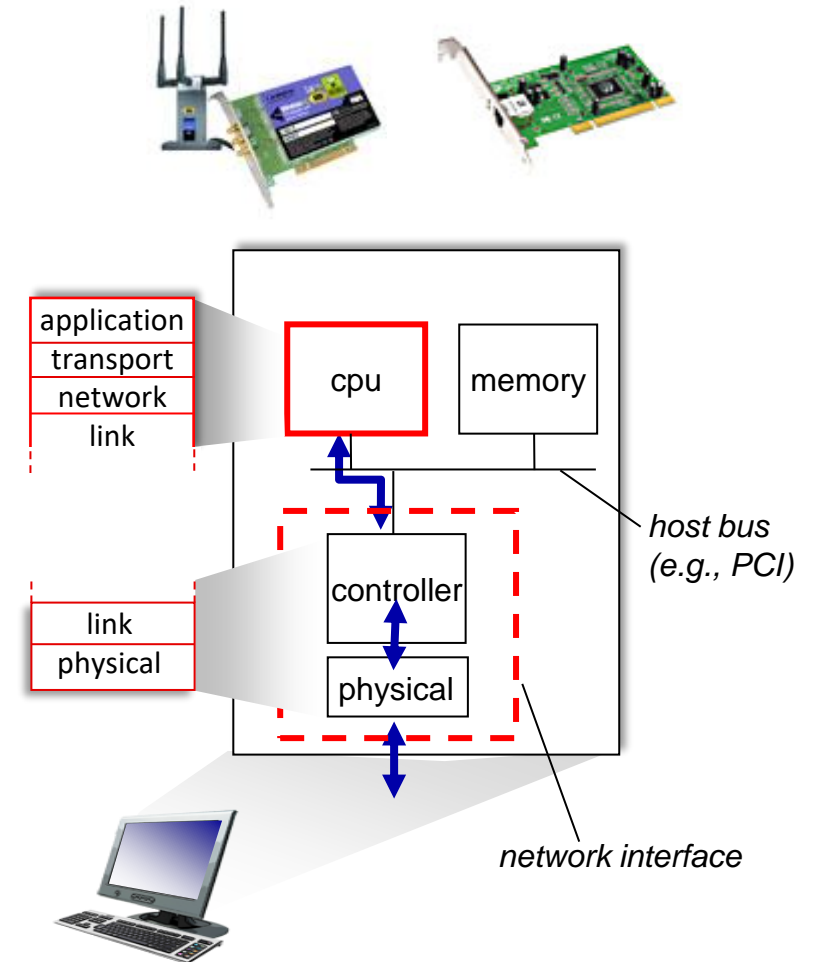 application
transport
network
link
cpu
memory
host bus
(e.g., PCI)
controller
link
physical
physical
network interface